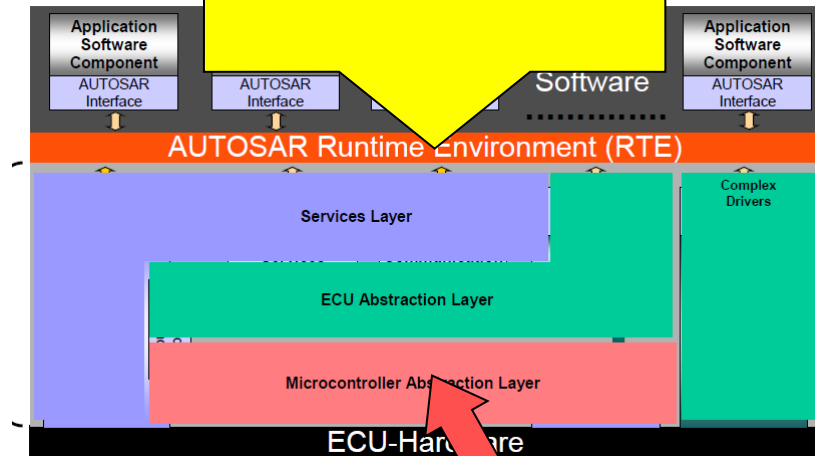 Application
Software
Component
AUTOSAR
Interface
AUTOSAR
Interface
Software
Application
Software
Component
AUTOSAR
Interface
AUTOSAR Runtime Environment (RTE)
Services Layer
Complex
Drivers
ECU Abstraction Layer
Microcontroller Abstraction Layer
ECU-Hardware